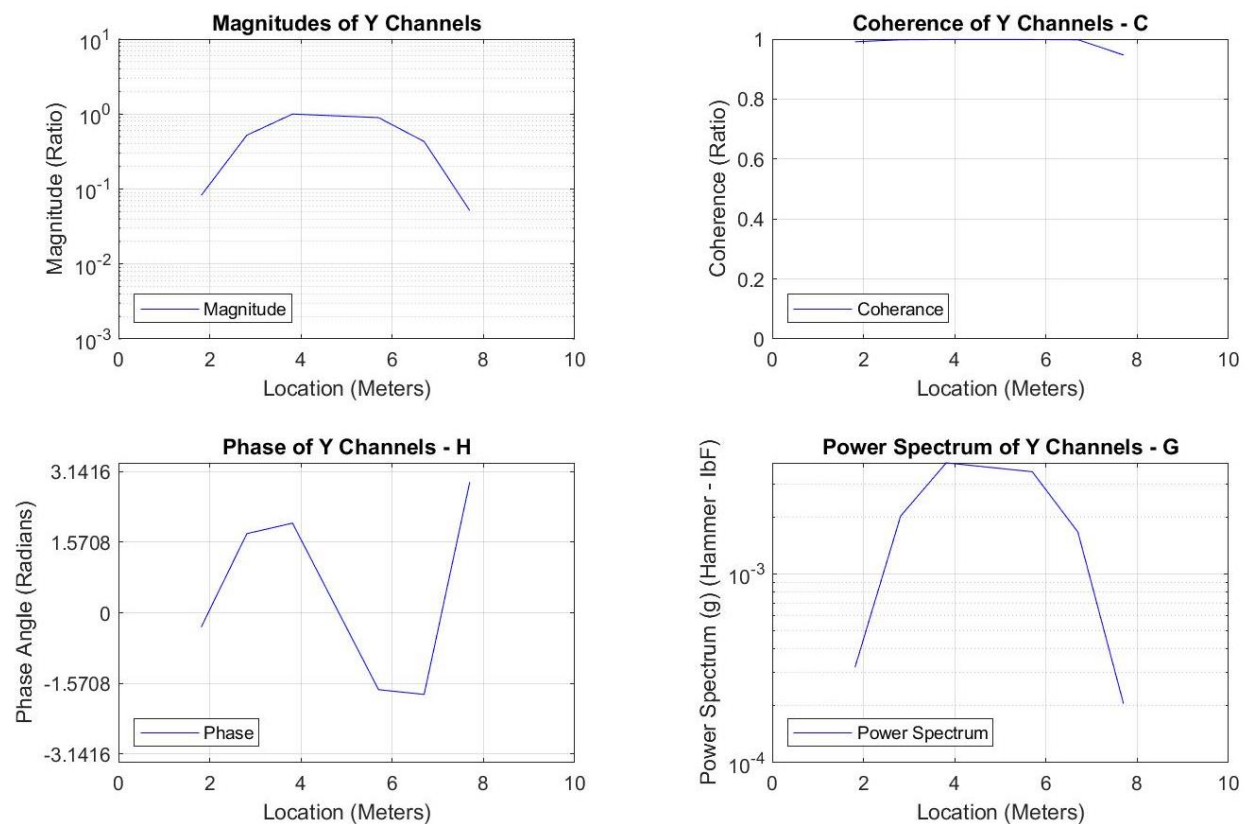 Magnitudes of Y Channels
10^1
10^0
10^-1
10^-2
10^-3
Magnitude (Ratio)
Magnitude
0 2 4 6 8 10
Location (Meters)
Coherence of Y Channels - C
1
0.8
0.6
0.4
0.2
0
Coherence (Ratio)
Coherance
0 2 4 6 8 10
Location (Meters)
Phase of Y Channels - H
3.1416
1.5708
0
-1.5708
-3.1416
Phase Angle (Radians)
Phase
0 2 4 6 8 10
Location (Meters)
Power Spectrum of Y Channels - G
10^-3
10^-4
Power Spectrum (g) (Hammer - lbF)
Power Spectrum
0 2 4 6 8 10
Location (Meters)